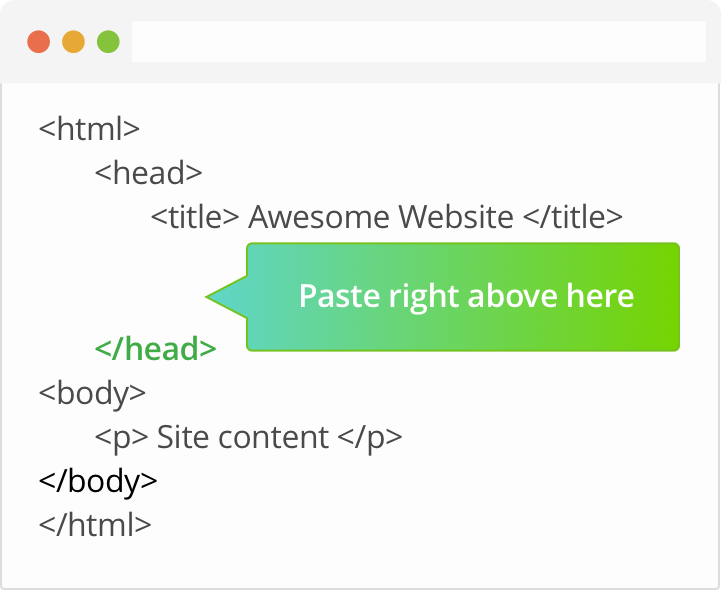 <html>
<head>
<title> Awesome Website </title>
Paste right above here
</head>
<body>
<p> Site content </p>
</body>
</html>